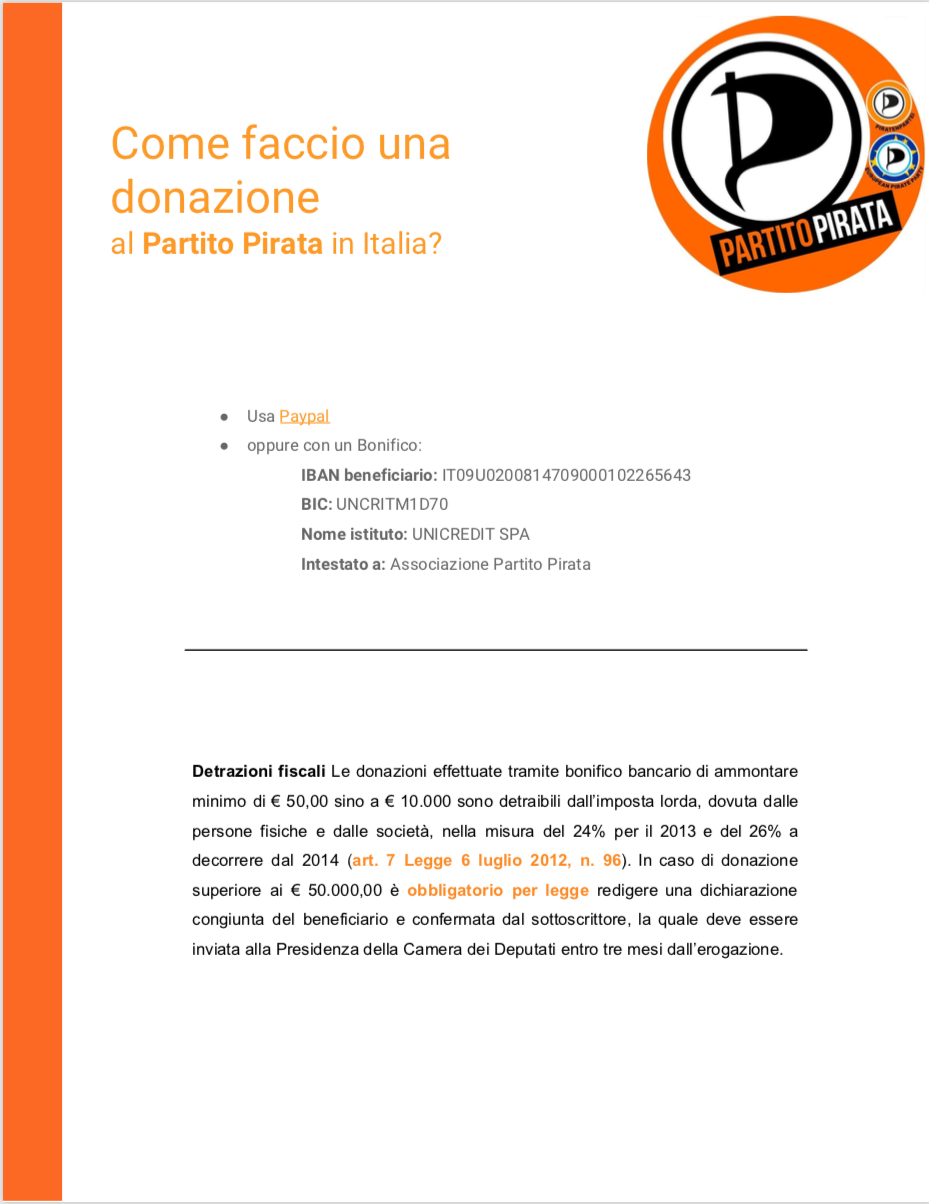 Come faccio una
donazione
al Partito Pirata in Italia?
PIRATENPARTEI
EUROPEAN PIRATE PARTY
PARTITOPIRATA
● Usa Paypal
● oppure con un Bonifico:
IBAN beneficiario: IT09U0200814709000102265643
BIC: UNCRITM1D70
Nome istituto: UNICREDIT SPA
Intestato a: Associazione Partito Pirata
Detrazioni fiscali Le donazioni effettuate tramite bonifico bancario di ammontare
minimo di € 50,00 sino a € 10.000 sono detraibili dall'imposta lorda, dovuta dalle
persone fisiche e dalle società, nella misura del 24% per il 2013 e del 26% a
decorrere dal 2014 (art. 7 Legge 6 luglio 2012, n. 96). In caso di donazione
superiore ai € 50.000,00 è obbligatorio per legge redigere una dichiarazione
congiunta del beneficiario e confermata dal sottoscrittore, la quale deve essere
inviata alla Presidenza della Camera dei Deputati entro tre mesi dall'erogazione.